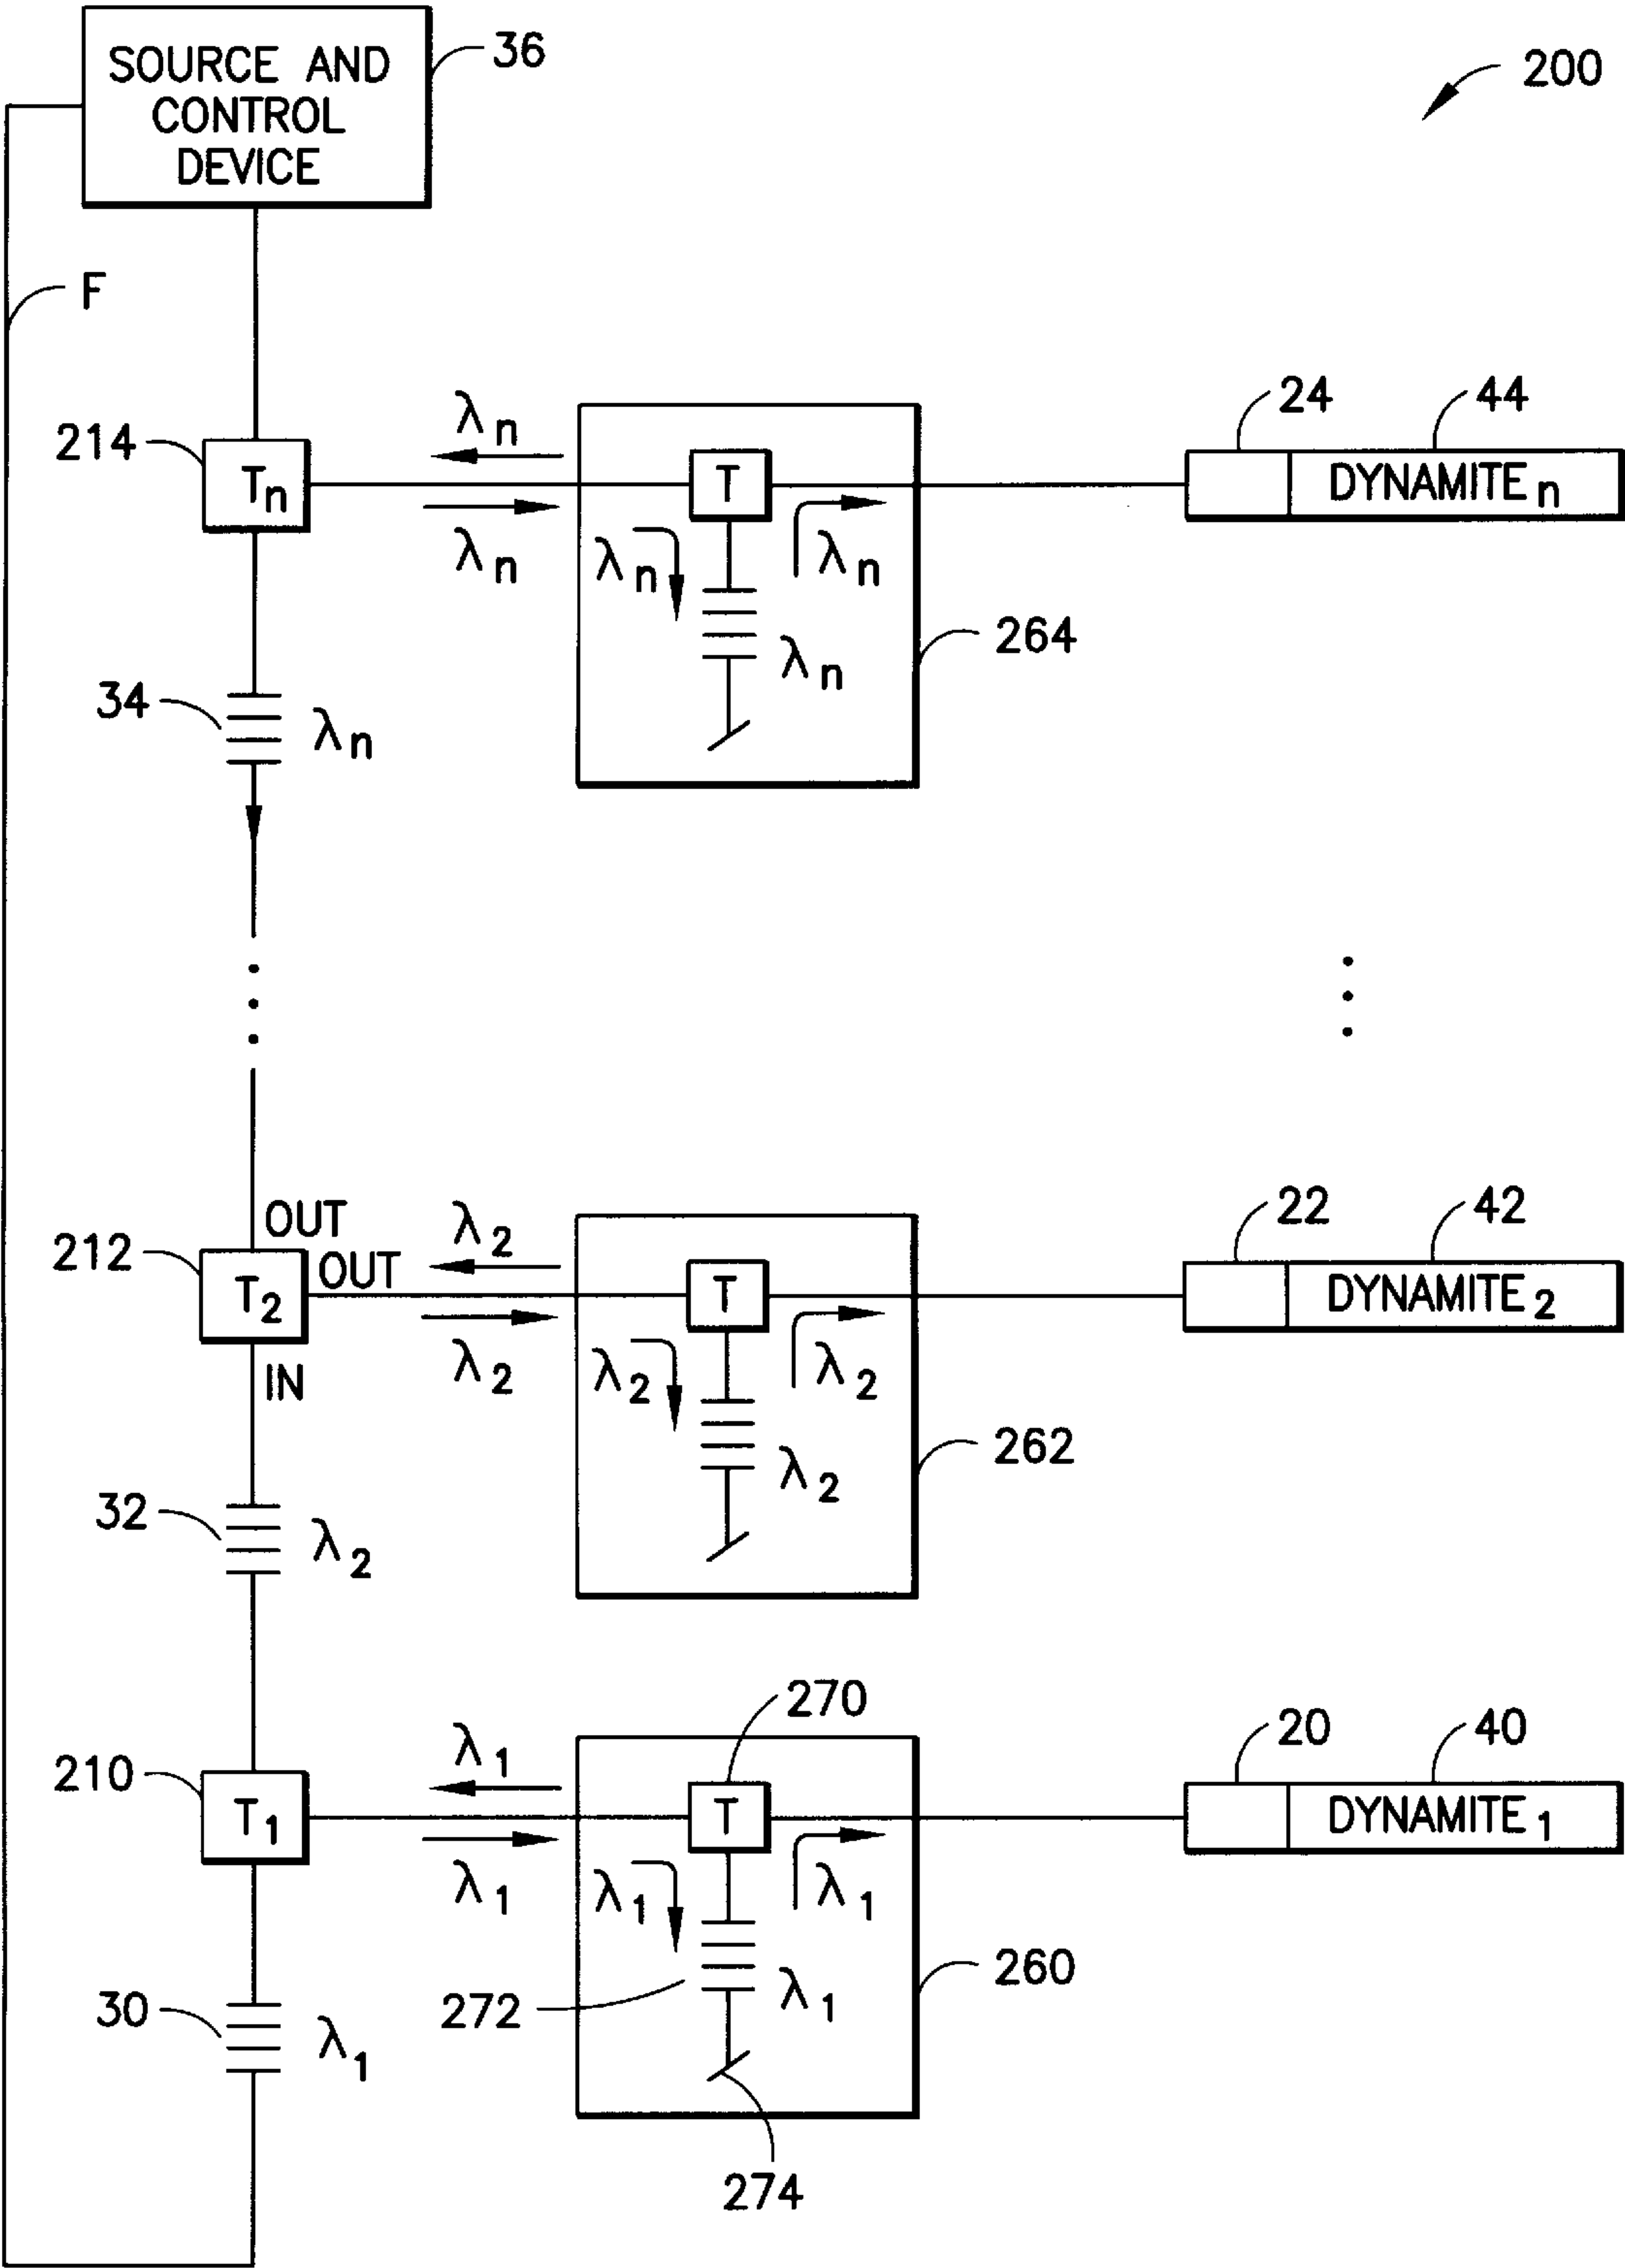 SOURCE AND
CONTROL
DEVICE
36
200
F
214
Tn
λn
λn
T
λn
λn
λn
264
24
44
DYNAMITE n
34
λn
OUT
212
OUT
T2
IN
λ2
λ2
T
λ2
λ2
λ2
262
22
42
DYNAMITE 2
32
λ2
210
T1
λ1
λ1
270
T
λ1
λ1
272
λ1
260
274
20
40
DYNAMITE 1
30
λ1